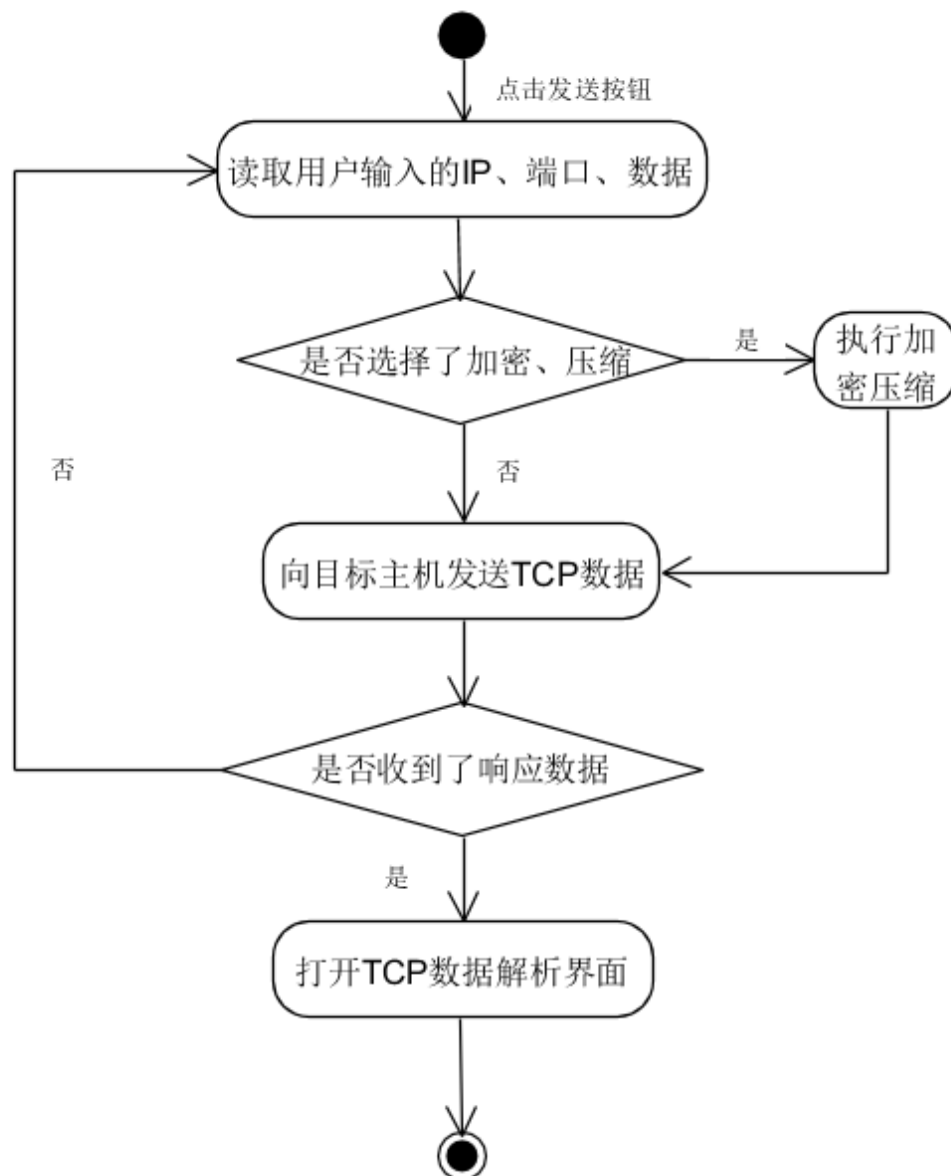 点击发送按钮
读取用户输入的IP、端口、数据
是否选择了加密、压缩
是
执行加
密压缩
否
否
向目标主机发送TCP数据
是否收到了响应数据
是
打开TCP数据解析界面